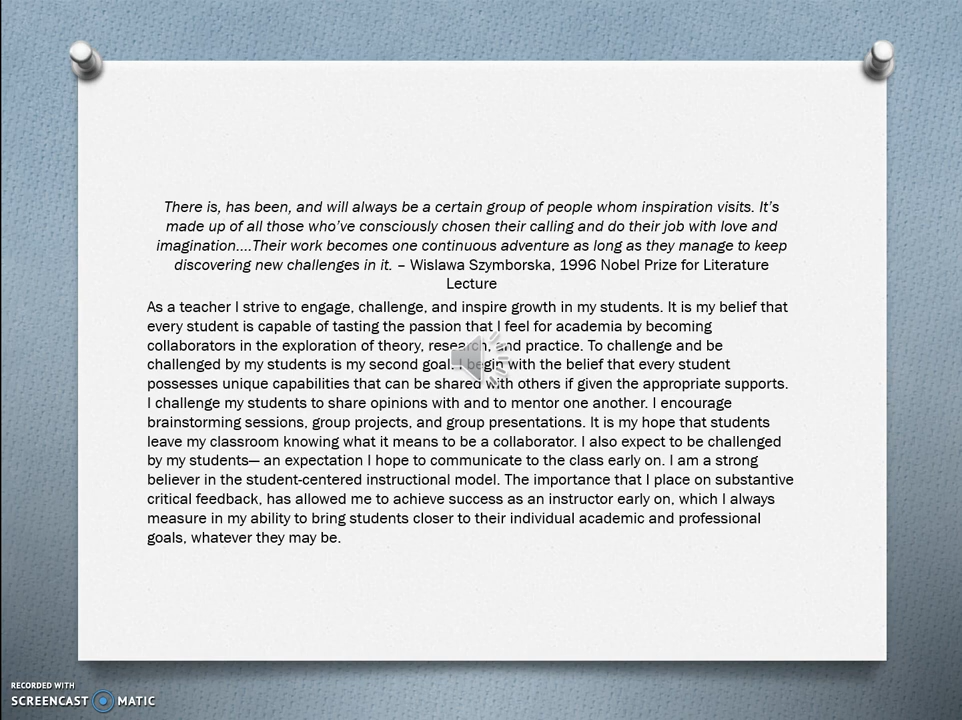 There is, has been, and will always be a certain group of people whom inspiration visits. It's
made up of all those who've consciously chosen their calling and do their job with love and
imagination....Their work becomes one continuous adventure as long as they manage to keep
discovering new challenges in it. – Wislawa Szymborska, 1996 Nobel Prize for Literature
Lecture
As a teacher I strive to engage, challenge, and inspire growth in my students. It is my belief that
every student is capable of tasting the passion that I feel for academia by becoming
collaborators in the exploration of theory, research, and practice. To challenge and be
challenged by my students is my second goal. I begin with the belief that every student
possesses unique capabilities that can be shared with others if given the appropriate supports.
I challenge my students to share opinions with and to mentor one another. I encourage
brainstorming sessions, group projects, and group presentations. It is my hope that students
leave my classroom knowing what it means to be a collaborator. I also expect to be challenged
by my students— an expectation I hope to communicate to the class early on. I am a strong
believer in the student-centered instructional model. The importance that I place on substantive
critical feedback, has allowed me to achieve success as an instructor early on, which I always
measure in my ability to bring students closer to their individual academic and professional
goals, whatever they may be.
RECORDED WITH
SCREENCAST MATIC